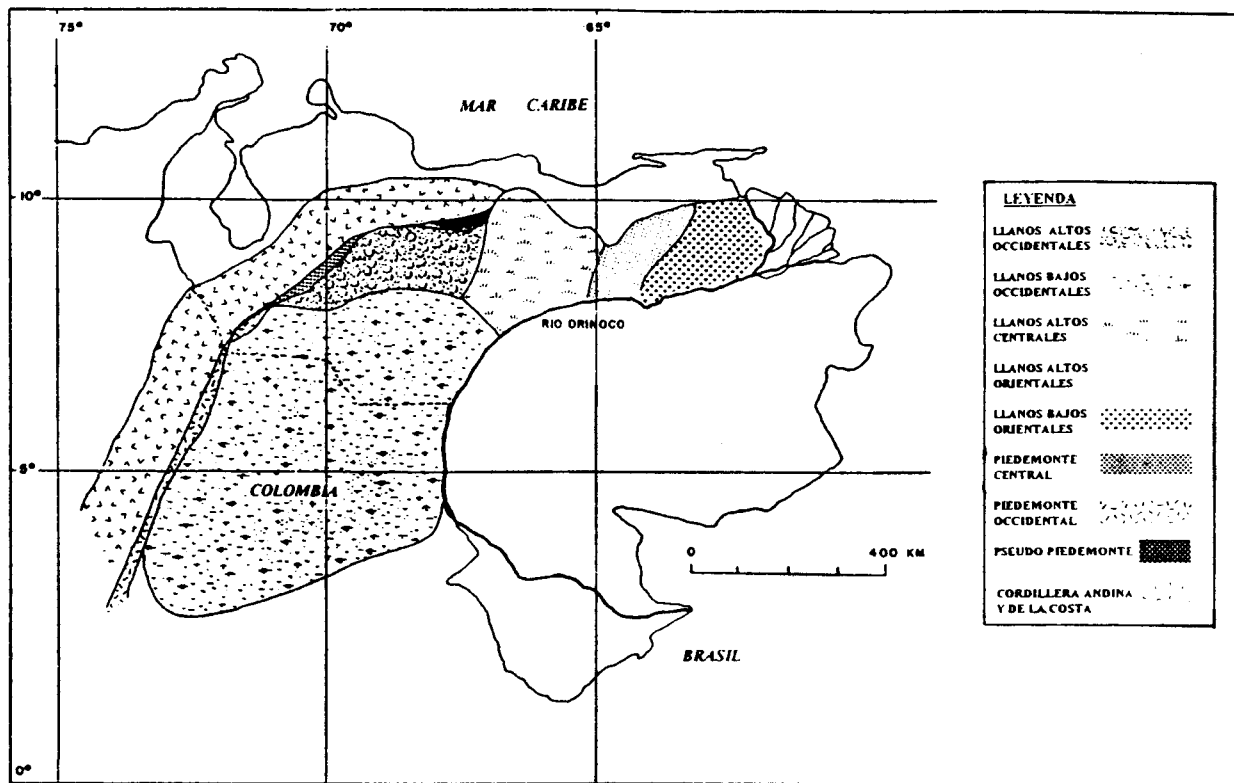 75°
70°
65°
MAR CARIBE
10°
RIO ORINOCO
5°
COLOMBIA
0 400 KM
BRASIL
0°
LEYENDA
LLANOS ALTOS
OCCIDENTALES
LLANOS BAJOS
OCCIDENTALES
LLANOS ALTOS
CENTRALES
LLANOS ALTOS
ORIENTALES
LLANOS BAJOS
ORIENTALES
PIEDEMONTE
CENTRAL
PIEDEMONTE
OCCIDENTAL
PSEUDO PIEDEMONTE
CORDILLERA ANDINA
Y DE LA COSTA